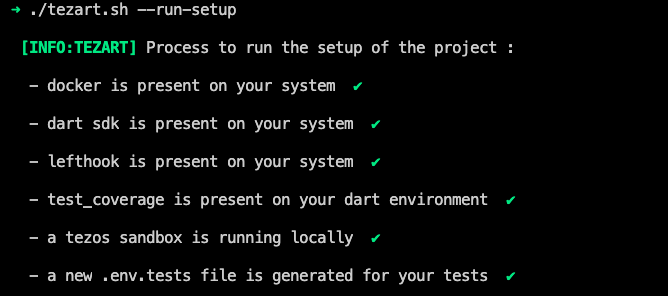 ➜ ./tezart.sh --run-setup
[INFO:TEZART] Process to run the setup of the project :
- docker is present on your system ✔
- dart sdk is present on your system ✔
- lefthook is present on your system ✔
- test_coverage is present on your dart environment ✔
- a tezos sandbox is running locally ✔
- a new .env.tests file is generated for your tests ✔